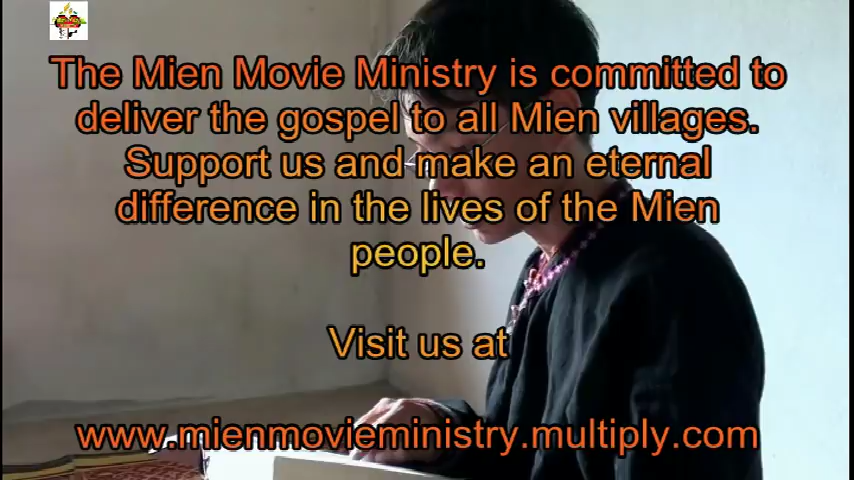 The Mien Movie Ministry is committed to
deliver the gospel to all Mien villages.
Support us and make an eternal
difference in the lives of the Mien
people.
Visit us at
www.mienmovieministry.multiply.com